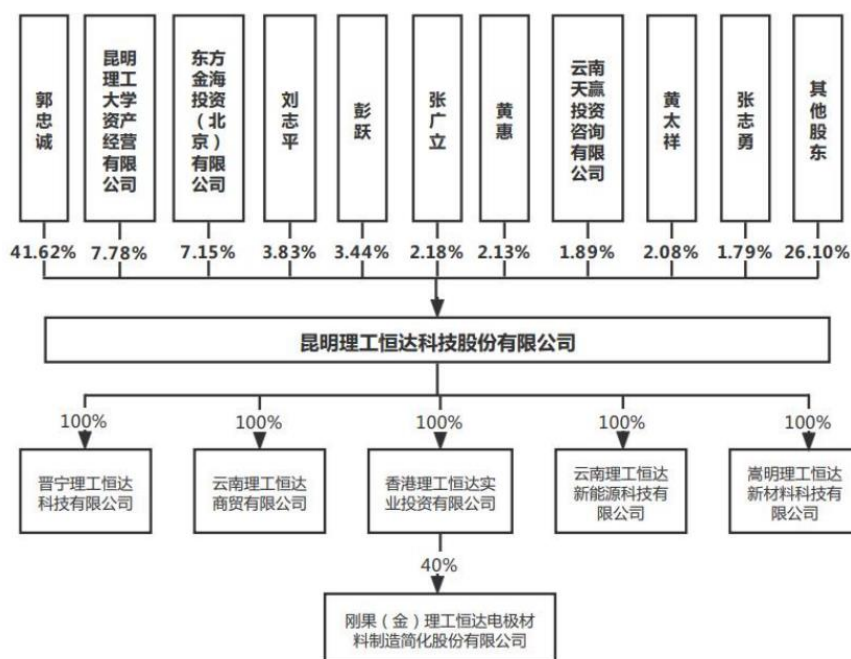 郭忠诚
昆明理工大学资产经营有限公司
东方金海投资（北京）有限公司
刘志平
彭跃
张广立
黄惠
云南天赢投资咨询有限公司
黄太祥
张志勇
其他股东
41.62%
7.78%
7.15%
3.83%
3.44%
2.18%
2.13%
1.89%
2.08%
1.79%
26.10%
昆明理工恒达科技股份有限公司
100%
100%
100%
100%
100%
晋宁理工恒达
科技有限公司
云南理工恒达
商贸有限公司
香港理工恒达实
业投资有限公司
云南理工恒达
新能源科技有
限公司
嵩明理工恒达
新材料科技有
限公司
40%
刚果（金）理工恒达电极材
料制造简化股份有限公司